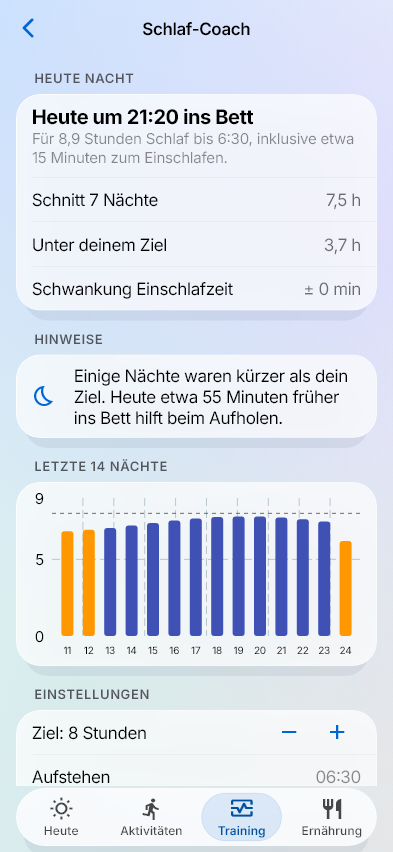 Schlaf-Coach
HEUTE NACHT
Heute um 21:20 ins Bett
Für 8,9 Stunden Schlaf bis 6:30, inklusive etwa
15 Minuten zum Einschlafen.
Schnitt 7 Nächte 7,5 h
Unter deinem Ziel 3,7 h
Schwankung Einschlafzeit ± 0 min
HINWEISE
Einige Nächte waren kürzer als dein
Ziel. Heute etwa 55 Minuten früher
ins Bett hilft beim Aufholen.
LETZTE 14 NÄCHTE
9
5
0
11 12 13 14 15 16 17 18 19 20 21 22 23 24
EINSTELLUNGEN
Ziel: 8 Stunden − +
Aufstehen 06:30
Heute Aktivitäten Training Ernährung